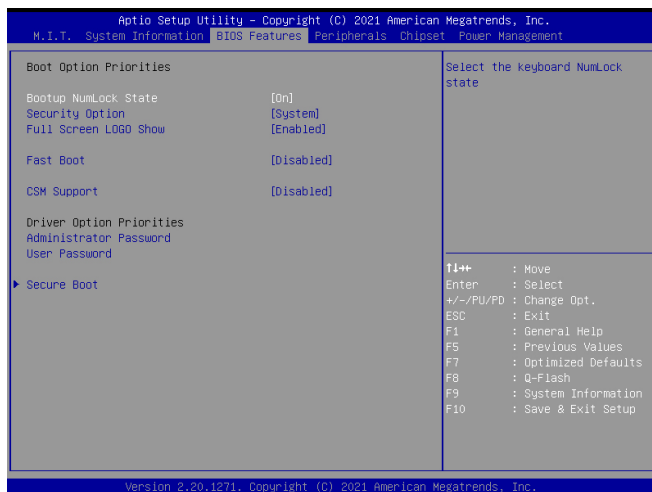 Aptio Setup Utility – Copyright (C) 2021 American Megatrends, Inc.
M.I.T. System Information BIOS Features Peripherals Chipset Power Management
Boot Option Priorities
Bootup NumLock State [On]
Security Option [System]
Full Screen LOGO Show [Enabled]
Fast Boot [Disabled]
CSM Support [Disabled]
Driver Option Priorities
Administrator Password
User Password
Secure Boot
Select the keyboard NumLock
state
↑↓→← : Move
Enter : Select
+/-/PU/PD : Change Opt.
ESC : Exit
F1 : General Help
F5 : Previous Values
F7 : Optimized Defaults
F8 : Q-Flash
F9 : System Information
F10 : Save & Exit Setup
Version 2.20.1271. Copyright (C) 2021 American Megatrends, Inc.